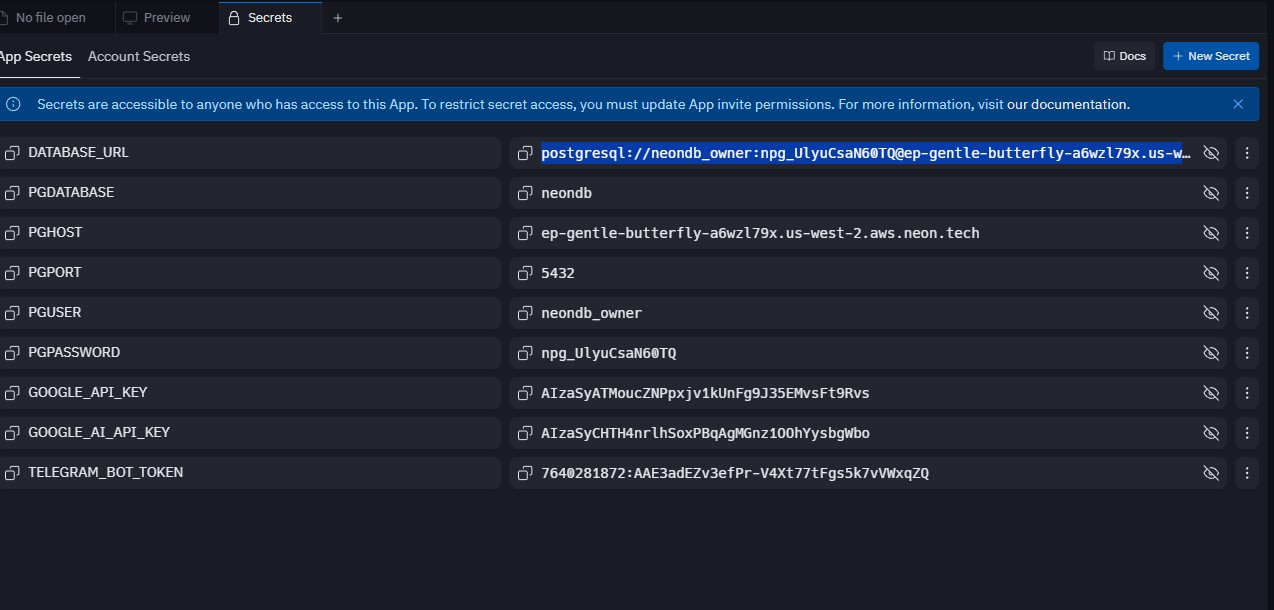 No file open
Preview
Secrets
App Secrets
Account Secrets
Docs
+ New Secret
Secrets are accessible to anyone who has access to this App. To restrict secret access, you must update App invite permissions. For more information, visit our documentation.
DATABASE_URL postgresql://neondb_owner:npg_UlyuCsaN60TQ@ep-gentle-butterfly-a6wzl79x.us-w…
PGDATABASE neondb
PGHOST ep-gentle-butterfly-a6wzl79x.us-west-2.aws.neon.tech
PGPORT 5432
PGUSER neondb_owner
PGPASSWORD npg_UlyuCsaN60TQ
GOOGLE_API_KEY AIzaSyATMoucZNPpxjv1kUnFg9J35EMvsFt9Rvs
GOOGLE_AI_API_KEY AIzaSyCHTH4nrlhSoxPBqAgMGnz1OOhYysbgWbo
TELEGRAM_BOT_TOKEN 7640281872:AAE3adEZv3efPr-V4Xt77tFgs5k7vVWxqZQ